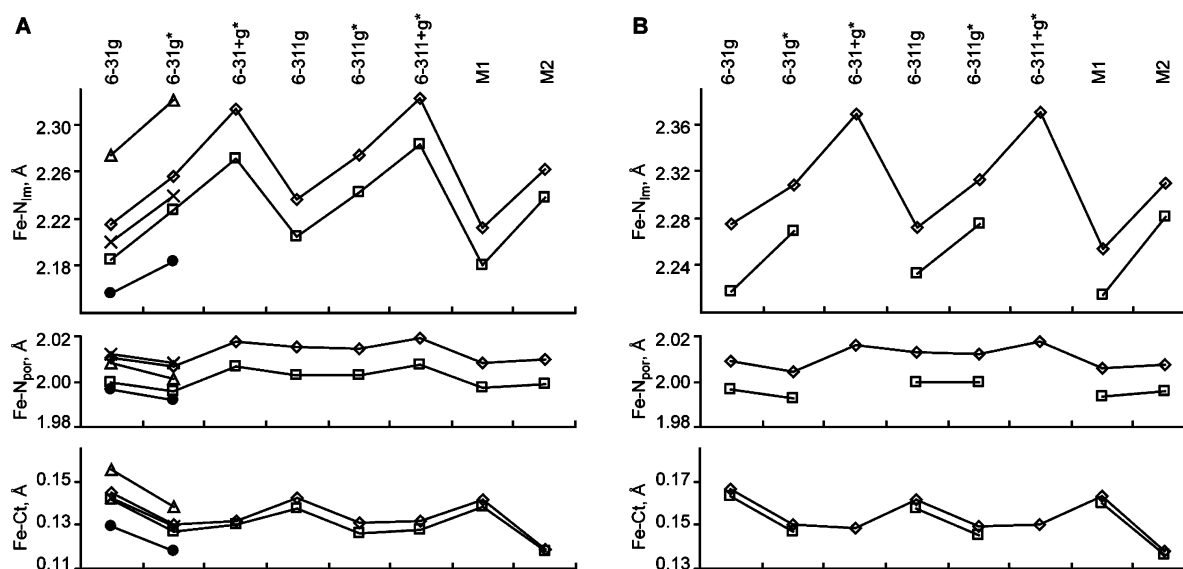 A
6-31g
6-31g*
6-31+g*
6-311g
6-311g*
6-311+g*
M1
M2
Fe-NIm, Å
2.30
2.26
2.22
2.18
Fe-Npor, Å
2.02
2.00
1.98
Fe-Ct, Å
0.15
0.13
0.11
B
6-31g
6-31g*
6-31+g*
6-311g
6-311g*
6-311+g*
M1
M2
Fe-NIm, Å
2.36
2.32
2.28
2.24
Fe-Npor, Å
2.02
2.00
1.98
Fe-Ct, Å
0.17
0.15
0.13